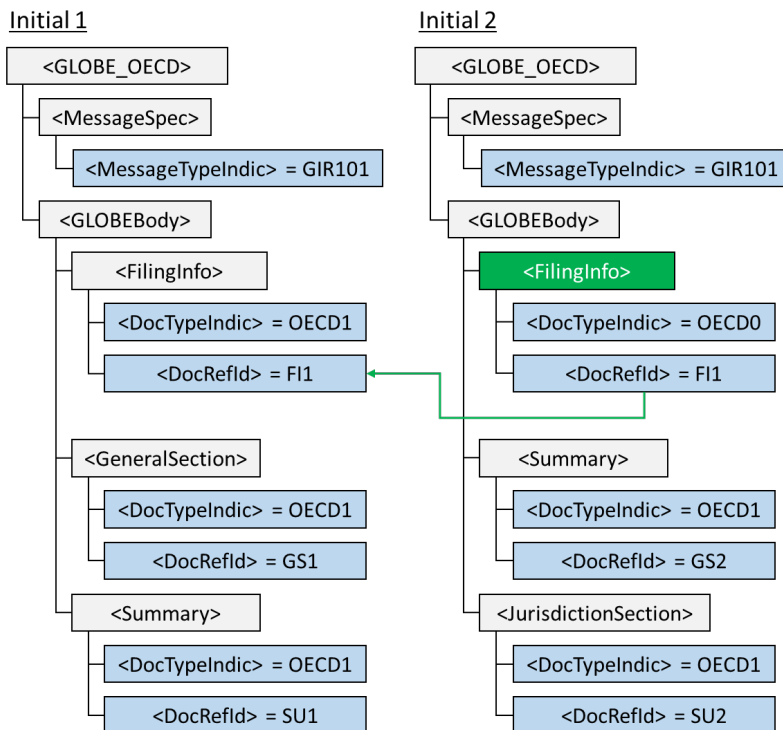 Initial 1
<GLOBE_OECD>
<MessageSpec>
<MessageTypeIndic> = GIR101
<GLOBEBody>
<FilingInfo>
<DocTypeIndic> = OECD1
<DocRefId> = FI1
<GeneralSection>
<DocTypeIndic> = OECD1
<DocRefId> = GS1
<Summary>
<DocTypeIndic> = OECD1
<DocRefId> = SU1
Initial 2
<GLOBE_OECD>
<MessageSpec>
<MessageTypeIndic> = GIR101
<GLOBEBody>
<FilingInfo>
<DocTypeIndic> = OECD0
<DocRefId> = FI1
<Summary>
<DocTypeIndic> = OECD1
<DocRefId> = GS2
<JurisdictionSection>
<DocTypeIndic> = OECD1
<DocRefId> = SU2